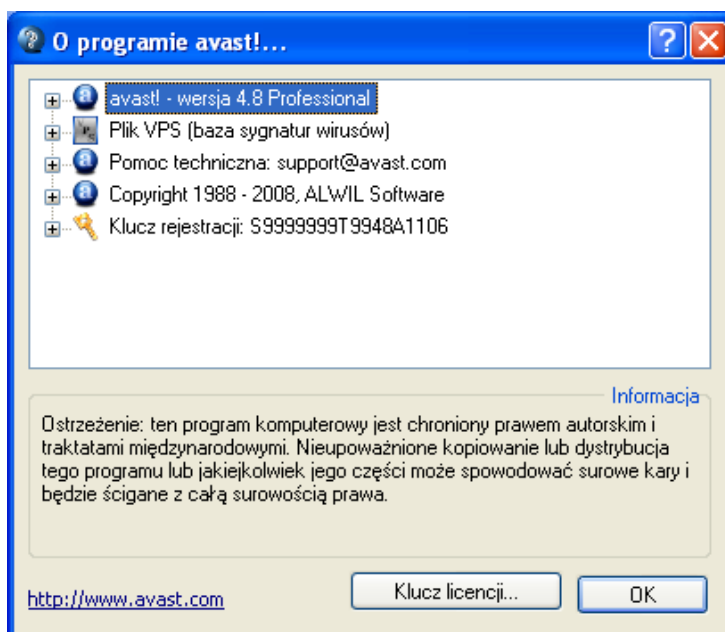 O programie avast!...
avast! - wersja 4.8 Professional
Plik VPS (baza sygnatur wirusów)
Pomoc techniczna: support@avast.com
Copyright 1988 - 2008, ALWIL Software
Klucz rejestracji: S9999999T9948A1106
Informacja
Ostrzeżenie: ten program komputerowy jest chroniony prawem autorskim i
traktatami międzynarodowymi. Nieupoważnione kopiowanie lub dystrybucja
tego programu lub jakiejkolwiek jego części może spowodować surowe kary i
będzie ścigane z całą surowością prawa.
http://www.avast.com
Klucz licencji...
OK